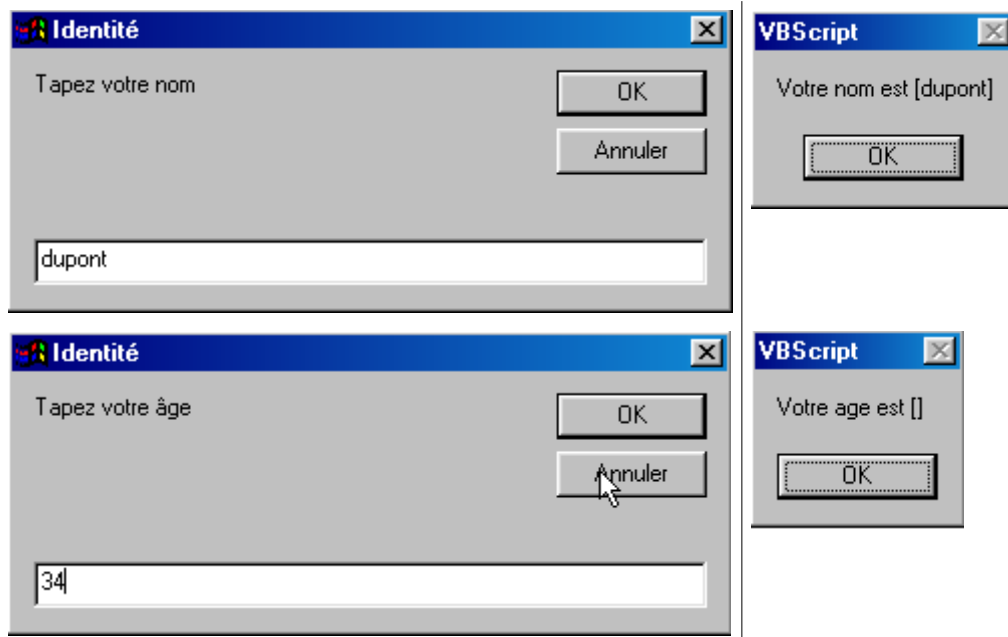 Identité
Tapez votre nom
OK
Annuler
dupont
VBScript
Votre nom est [dupont]
OK
Identité
Tapez votre âge
OK
Annuler
34
VBScript
Votre age est []
OK